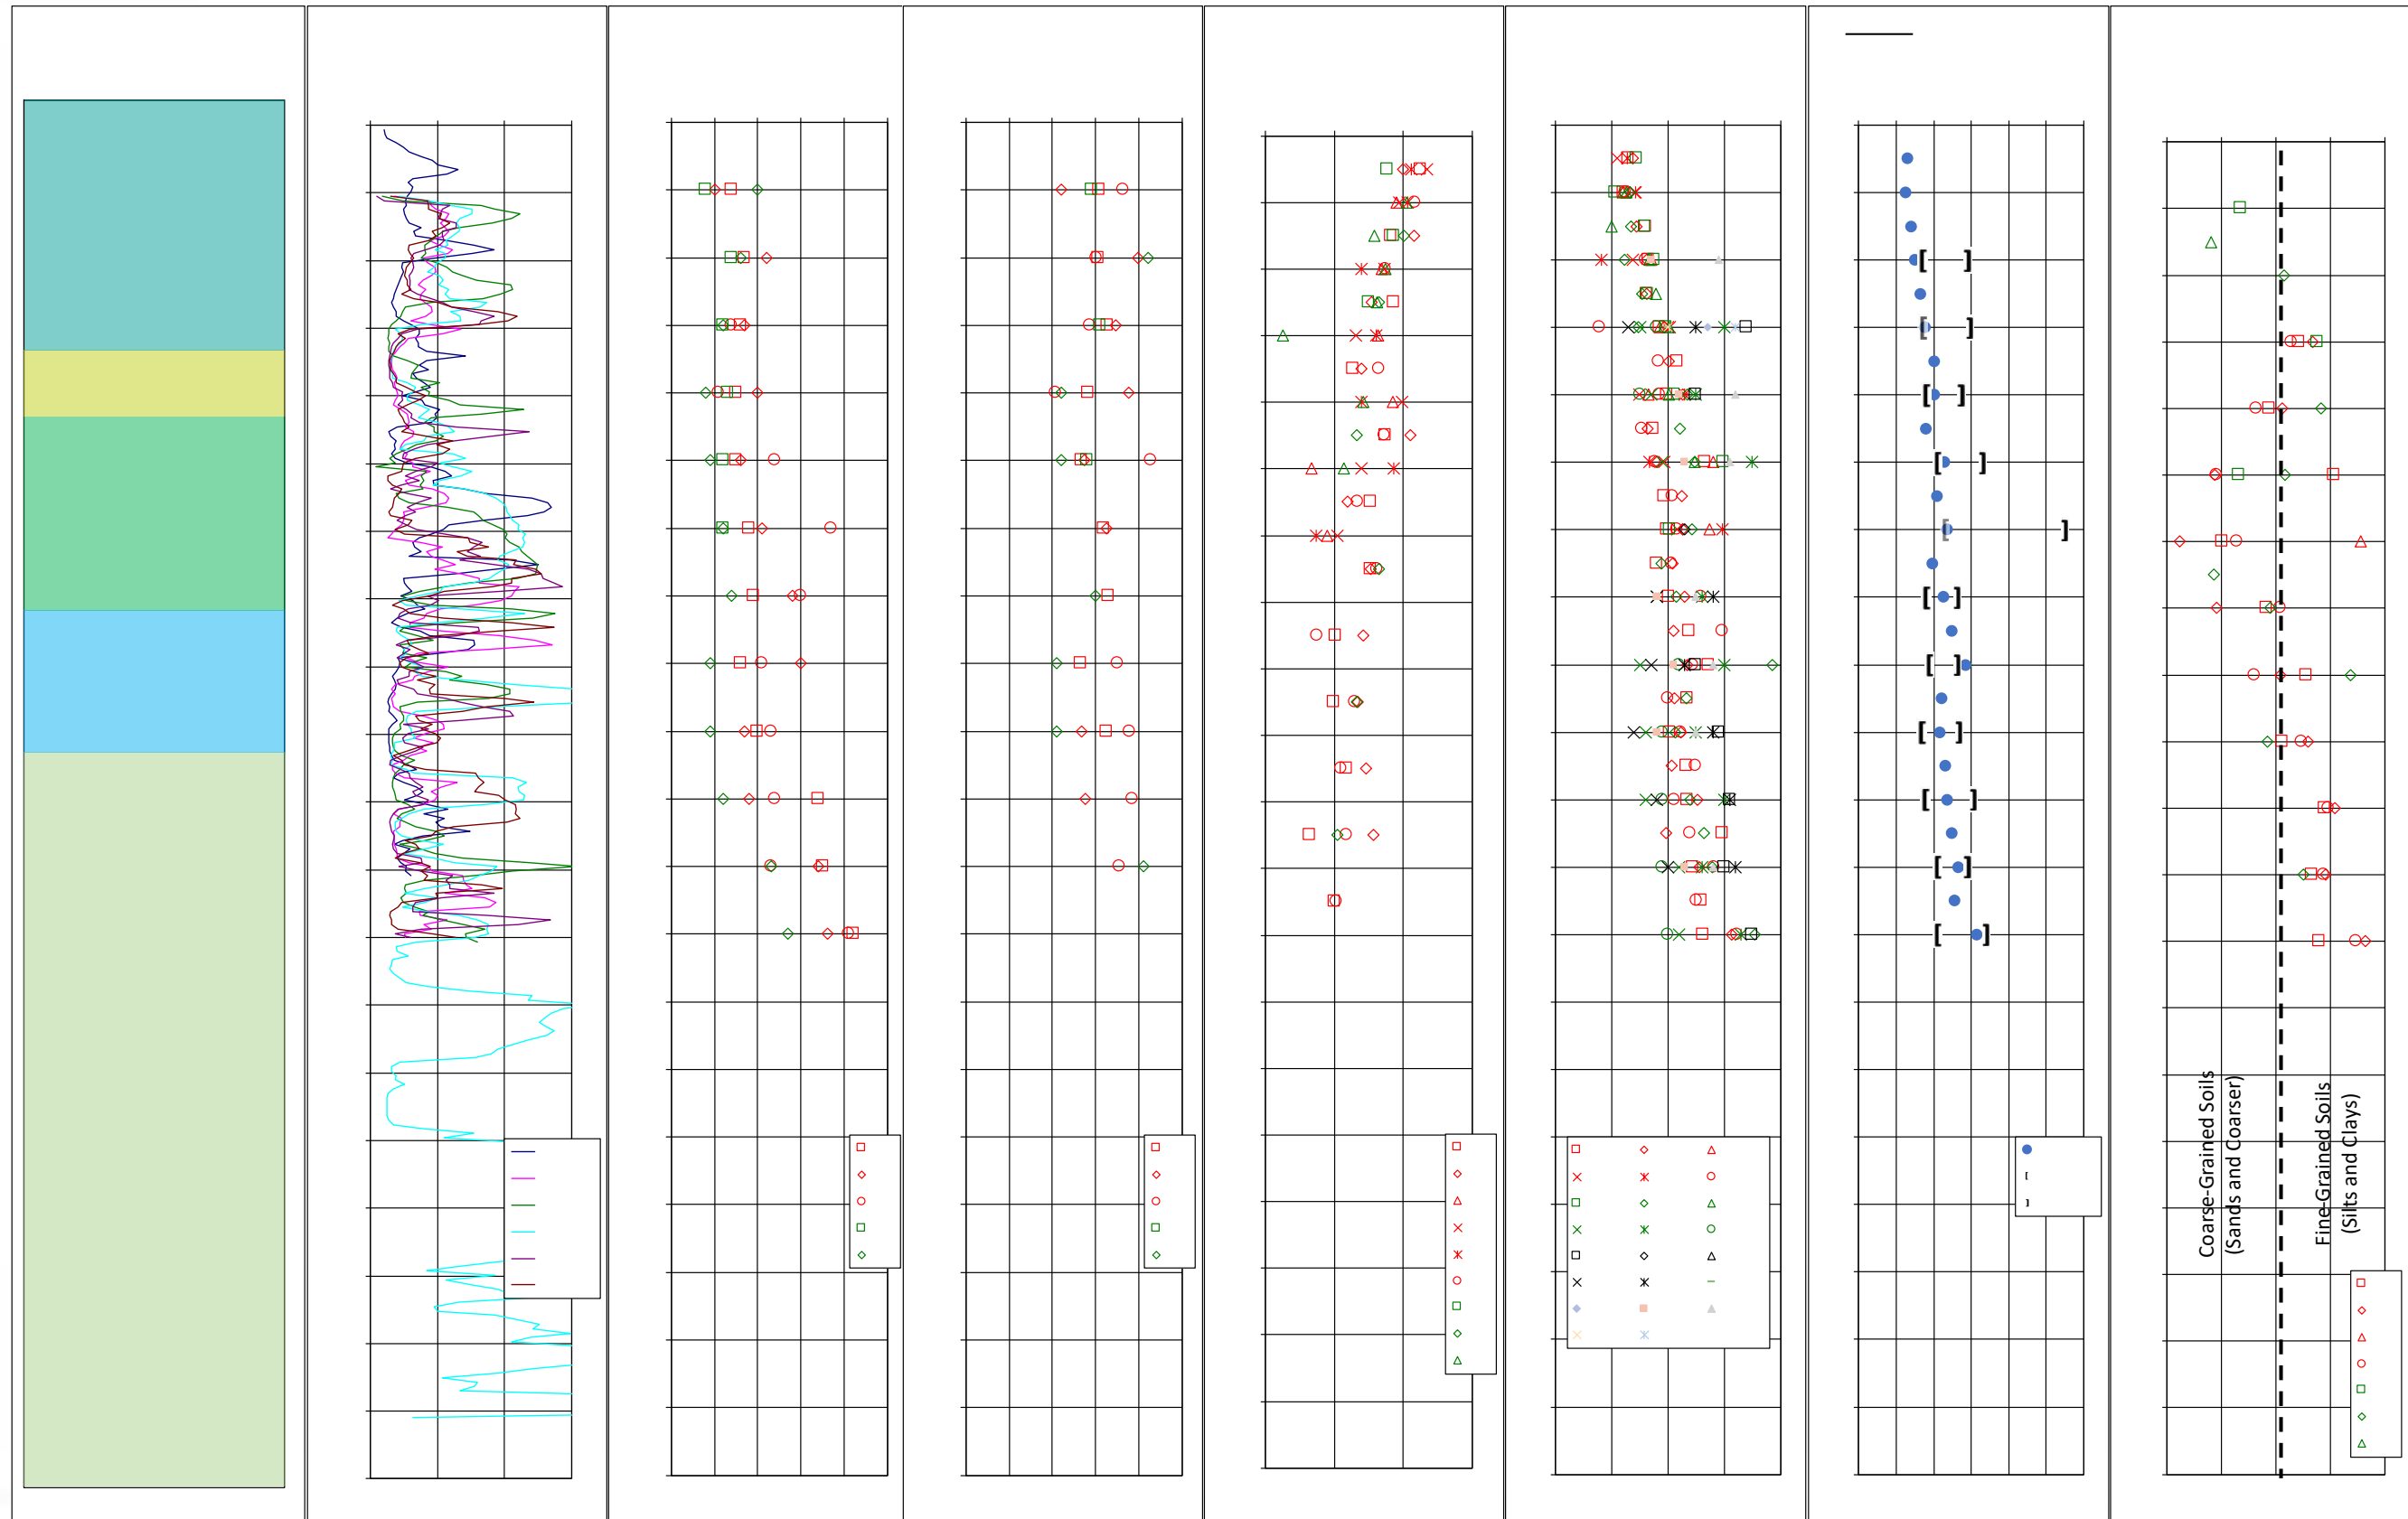 Coarse-Grained Soils
(Sands and Coarser)
Fine-Grained Soils
(Silts and Clays)